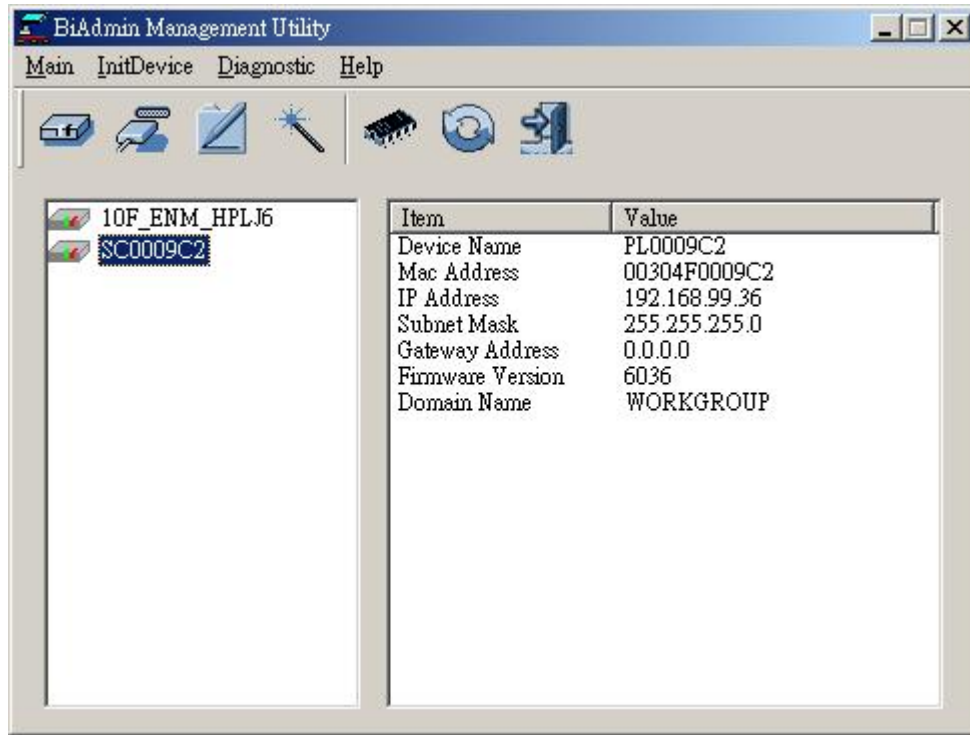 BiAdmin Management Utility
Main InitDevice Diagnostic Help
10F_ENM_HPLJ6
SC0009C2
Item Value
Device Name PL0009C2
Mac Address 00304F0009C2
IP Address 192.168.99.36
Subnet Mask 255.255.255.0
Gateway Address 0.0.0.0
Firmware Version 6036
Domain Name WORKGROUP